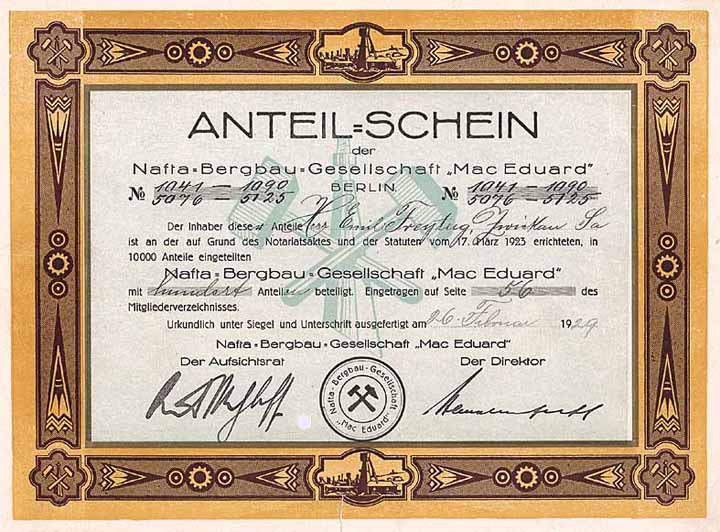 ANTEIL=SCHEIN
der
Nafta=Bergbau=Gesellschaft „Mac Eduard”
BERLIN.
№ 1041 – 1090 № 1041 – 1090
5076 – 5125 5076 – 5125
Der Inhaber dieser Anteile Herr Emil Freytag, Zwickau Sa
ist an der auf Grund des Notariatsaktes und der Statuten vom 17. März 1923 errichteten, in
10000 Anteile eingeteilten
Nafta=Bergbau=Gesellschaft „Mac Eduard”
mit hundert Anteilen beteiligt. Eingetragen auf Seite 56 des
Mitgliederverzeichnisses.
Urkundlich unter Siegel und Unterschrift ausgefertigt am 26. Februar 1929
Nafta=Bergbau=Gesellschaft „Mac Eduard”
Der Aufsichtsrat Der Direktor
Nafta-Bergbau-Gesellschaft
„Mac Eduard”